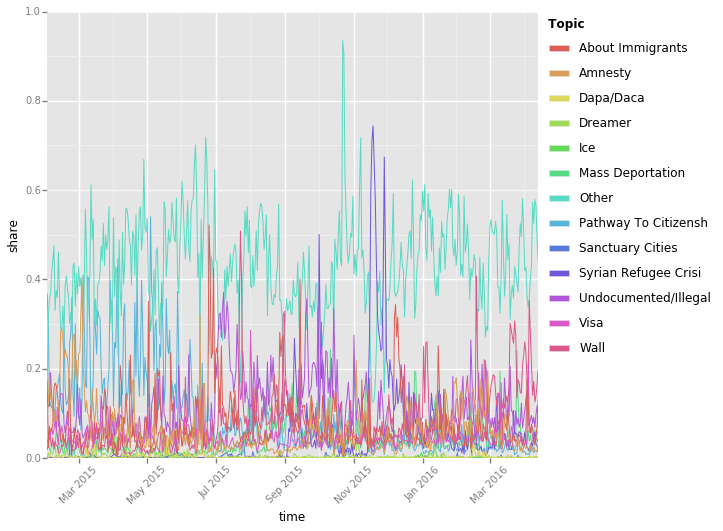 1.0
0.8
0.6
0.4
0.2
0.0
share
Mar 2015
May 2015
Jul 2015
Sep 2015
Nov 2015
Jan 2016
Mar 2016
time
Topic
About Immigrants
Amnesty
Dapa/Daca
Dreamer
Ice
Mass Deportation
Other
Pathway To Citizensh
Sanctuary Cities
Syrian Refugee Crisi
Undocumented/Illegal
Visa
Wall